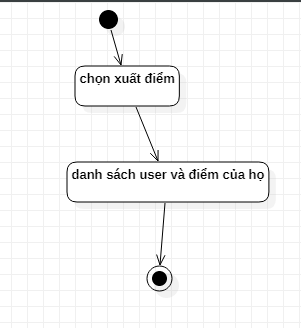 chọn xuất điểm
danh sách user và điểm của họ